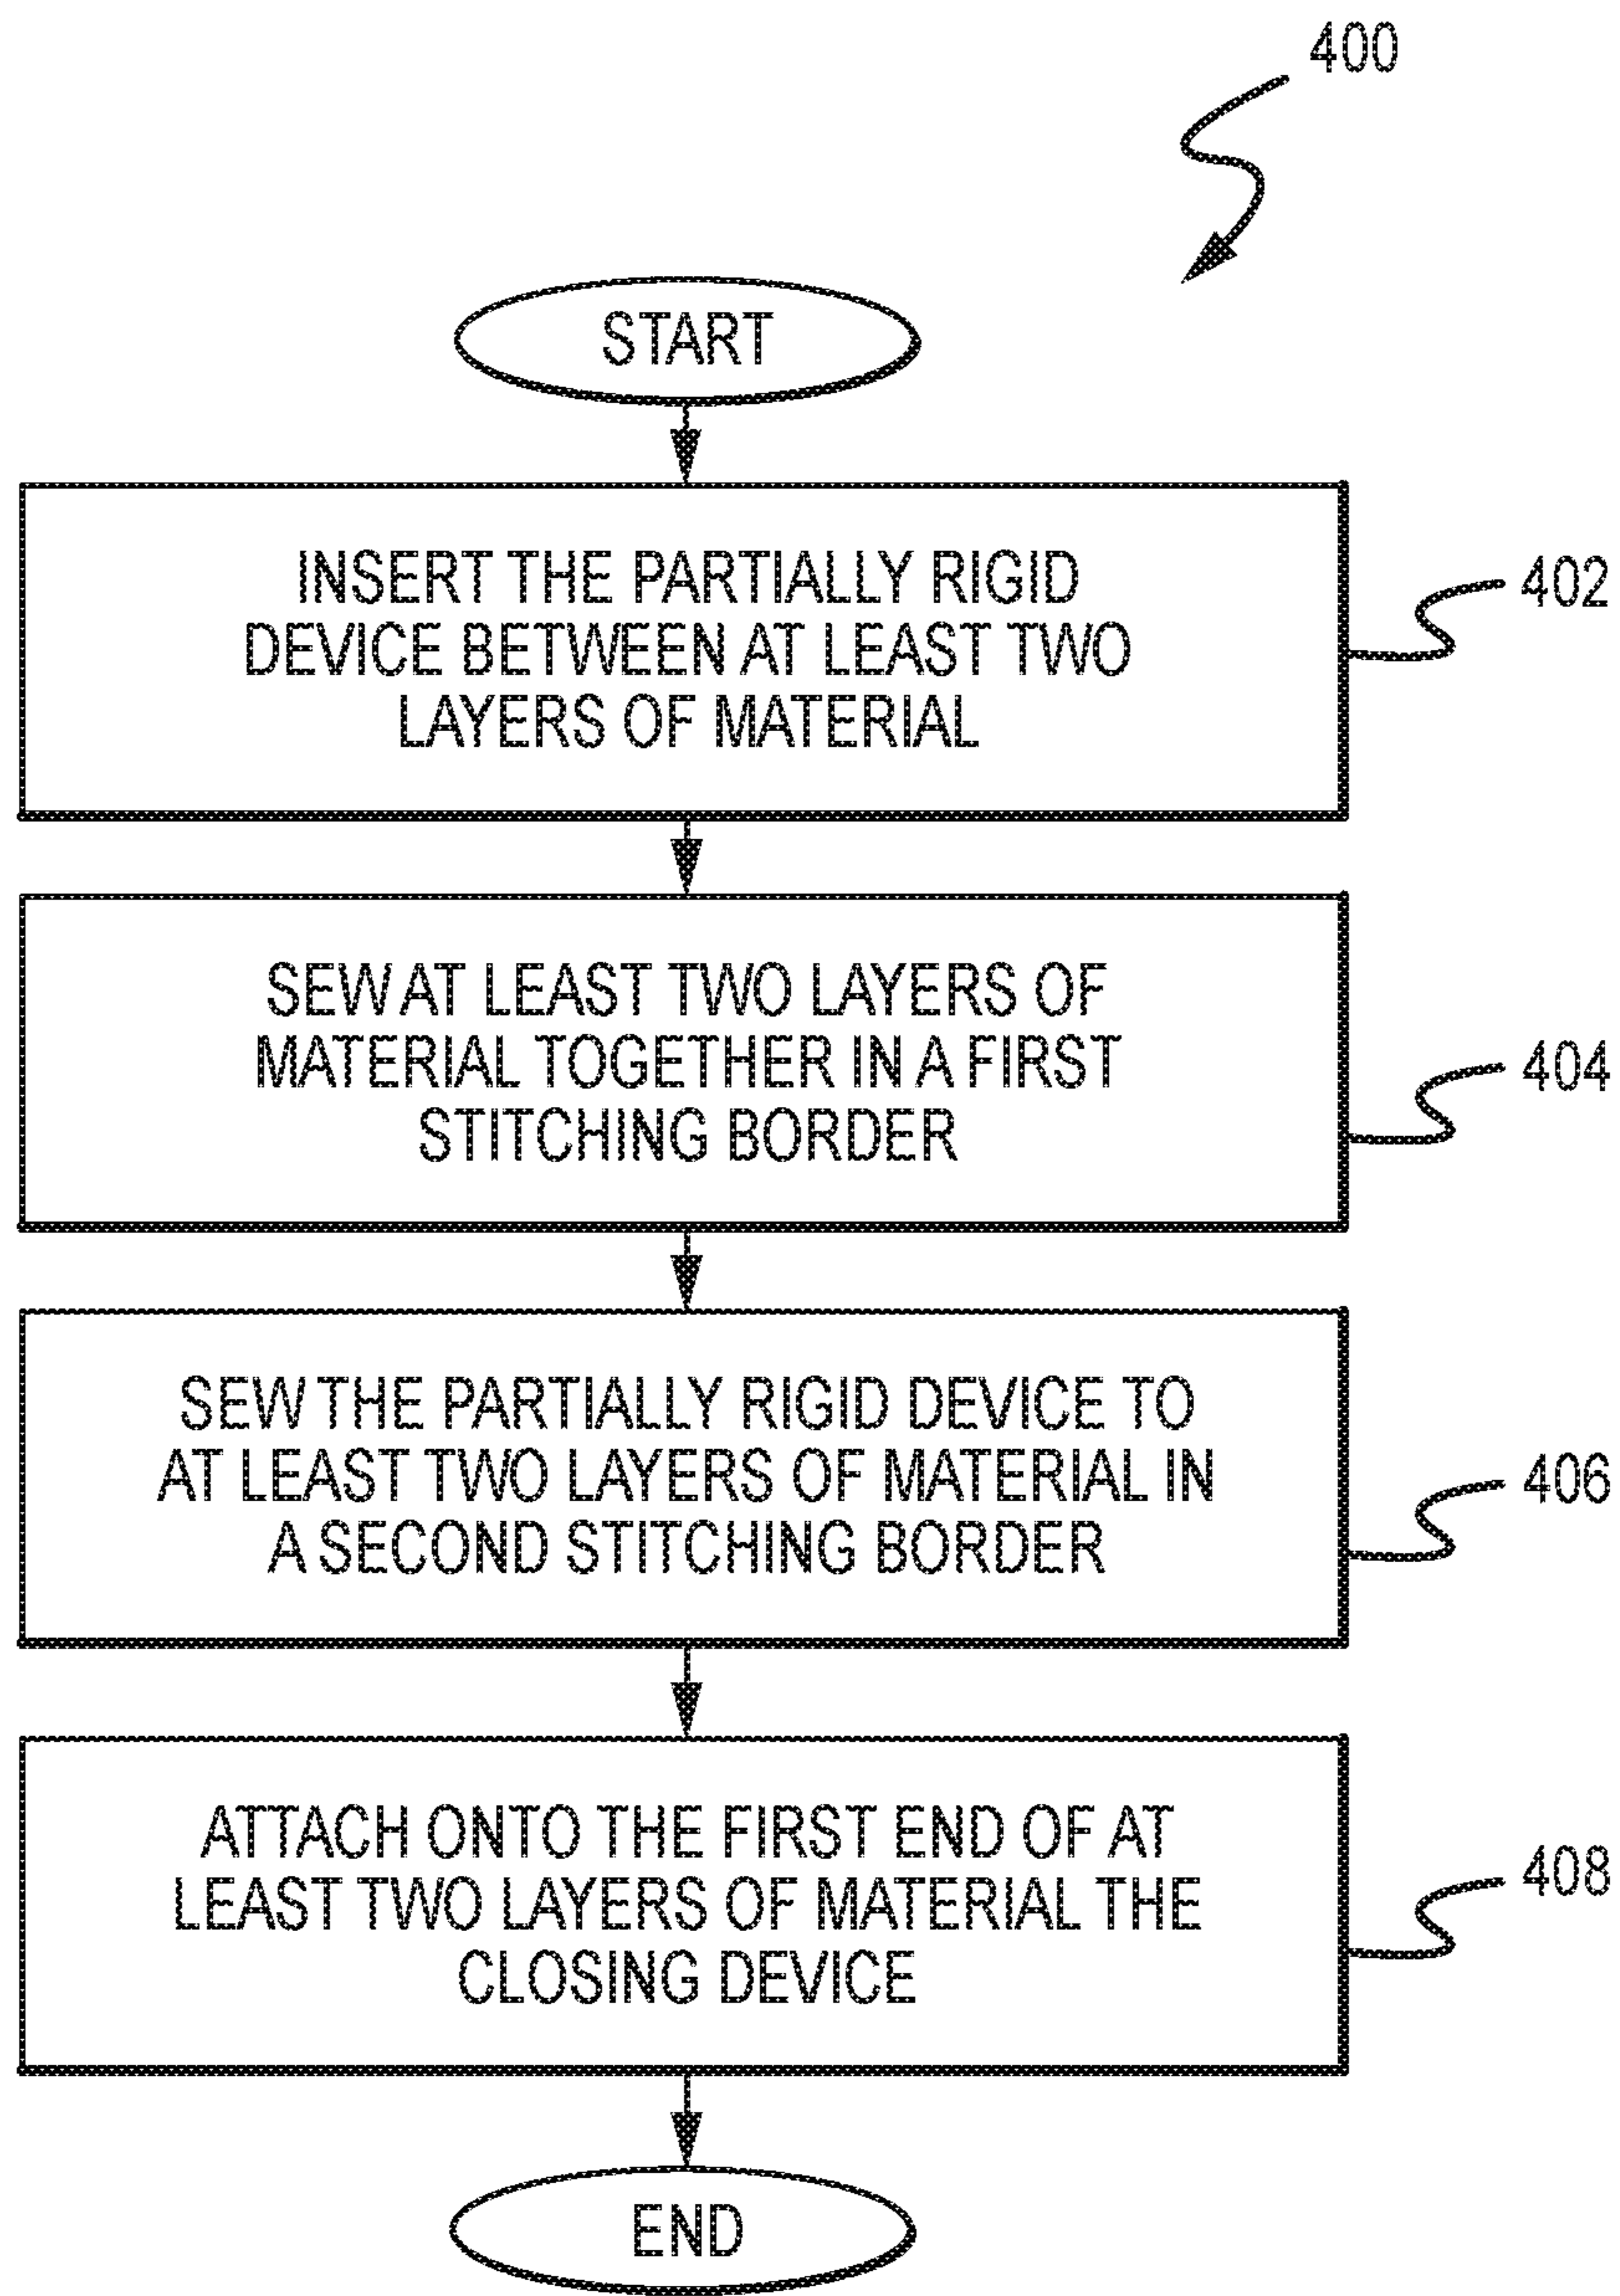 400
START
INSERT THE PARTIALLY RIGID
DEVICE BETWEEN AT LEAST TWO
LAYERS OF MATERIAL
402
SEW AT LEAST TWO LAYERS OF
MATERIAL TOGETHER IN A FIRST
STITCHING BORDER
404
SEW THE PARTIALLY RIGID DEVICE TO
AT LEAST TWO LAYERS OF MATERIAL IN
A SECOND STITCHING BORDER
406
ATTACH ONTO THE FIRST END OF AT
LEAST TWO LAYERS OF MATERIAL THE
CLOSING DEVICE
408
END